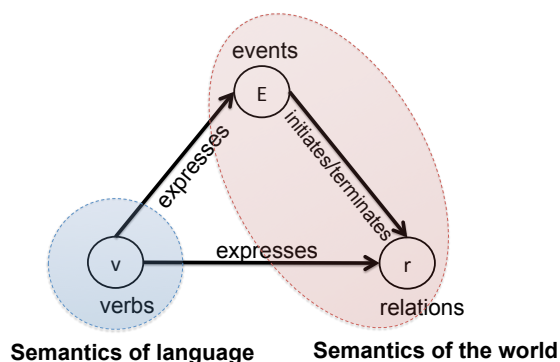 events
E
expresses
initiates/terminates
v
expresses
r
verbs
relations
Semantics of language
Semantics of the world